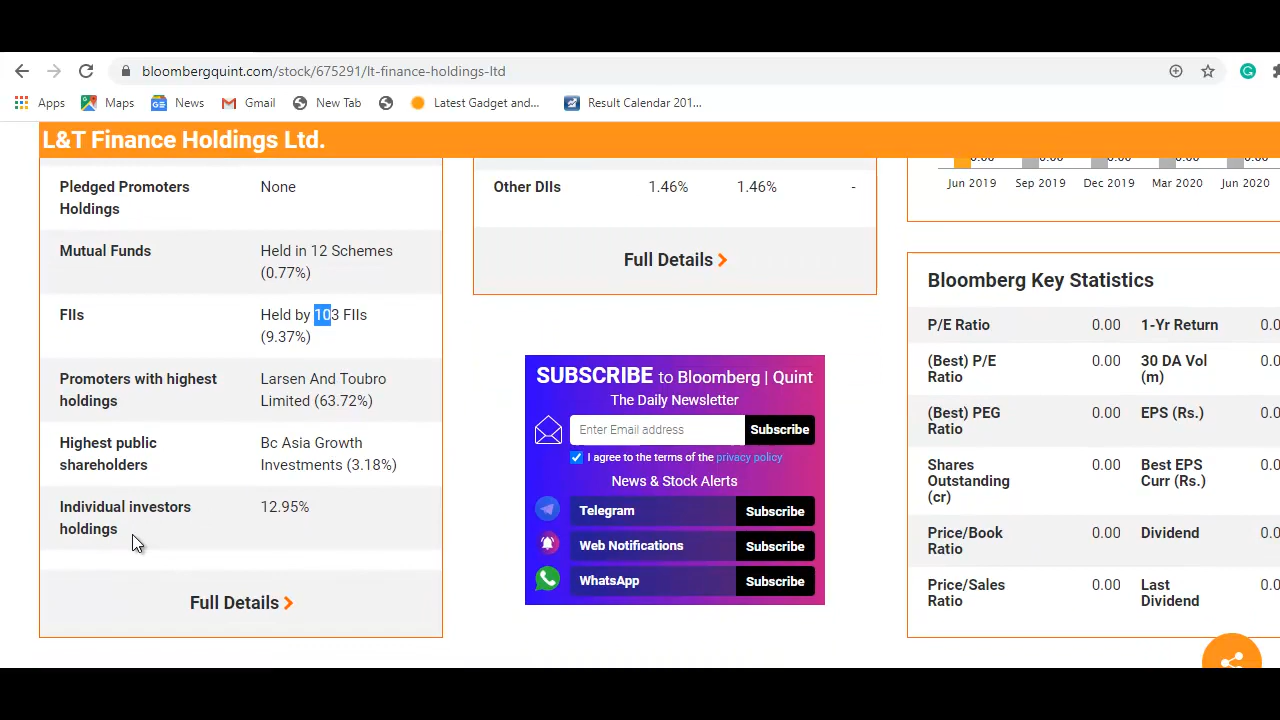 bloombergquint.com/stock/675291/lt-finance-holdings-ltd
Apps Maps News Gmail New Tab Latest Gadget and... Result Calendar 201...
L&T Finance Holdings Ltd.
Pledged Promoters
Holdings
None
Mutual Funds
Held in 12 Schemes
(0.77%)
FIIs
Held by 103 FIIs
(9.37%)
Promoters with highest
holdings
Larsen And Toubro
Limited (63.72%)
Highest public
shareholders
Bc Asia Growth
Investments (3.18%)
Individual investors
holdings
12.95%
Full Details
Other DIIs 1.46% 1.46% -
Full Details
SUBSCRIBE to Bloomberg | Quint
The Daily Newsletter
Enter Email address Subscribe
I agree to the terms of the privacy policy
News & Stock Alerts
Telegram Subscribe
Web Notifications Subscribe
WhatsApp Subscribe
Jun 2019 Sep 2019 Dec 2019 Mar 2020 Jun 2020
Bloomberg Key Statistics
P/E Ratio 0.00 1-Yr Return
(Best) P/E
Ratio
0.00
30 DA Vol
(m)
(Best) PEG
Ratio
0.00
EPS (Rs.)
Shares
Outstanding
(cr)
0.00
Best EPS
Curr (Rs.)
Price/Book
Ratio
0.00
Dividend
Price/Sales
Ratio
0.00
Last
Dividend